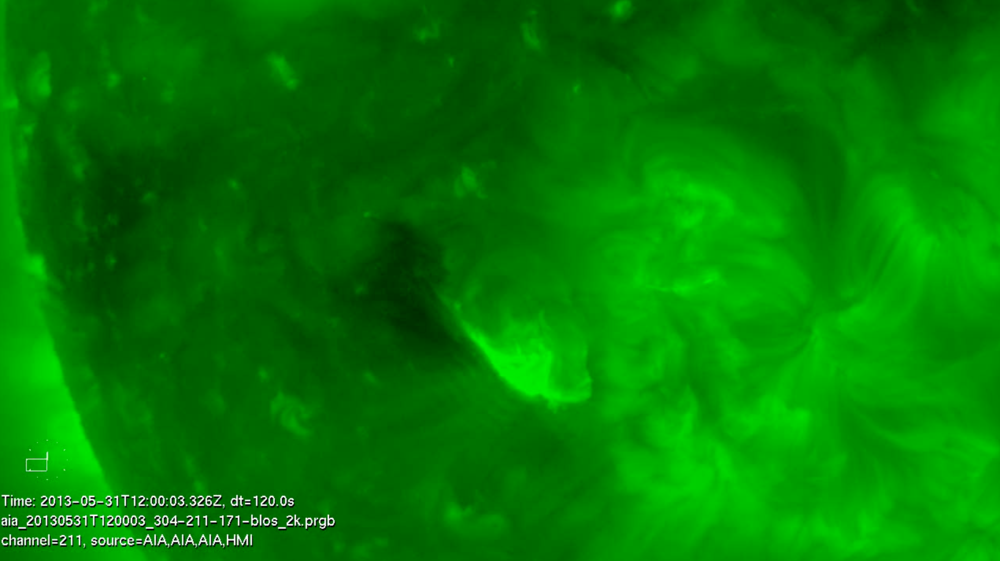 Time: 2013-05-31T12:00:03.326Z, dt=120.0s
aia_20130531T120003_304-211-171-blos_2k.prgb
channel=211, source=AIA,AIA,AIA,HMI